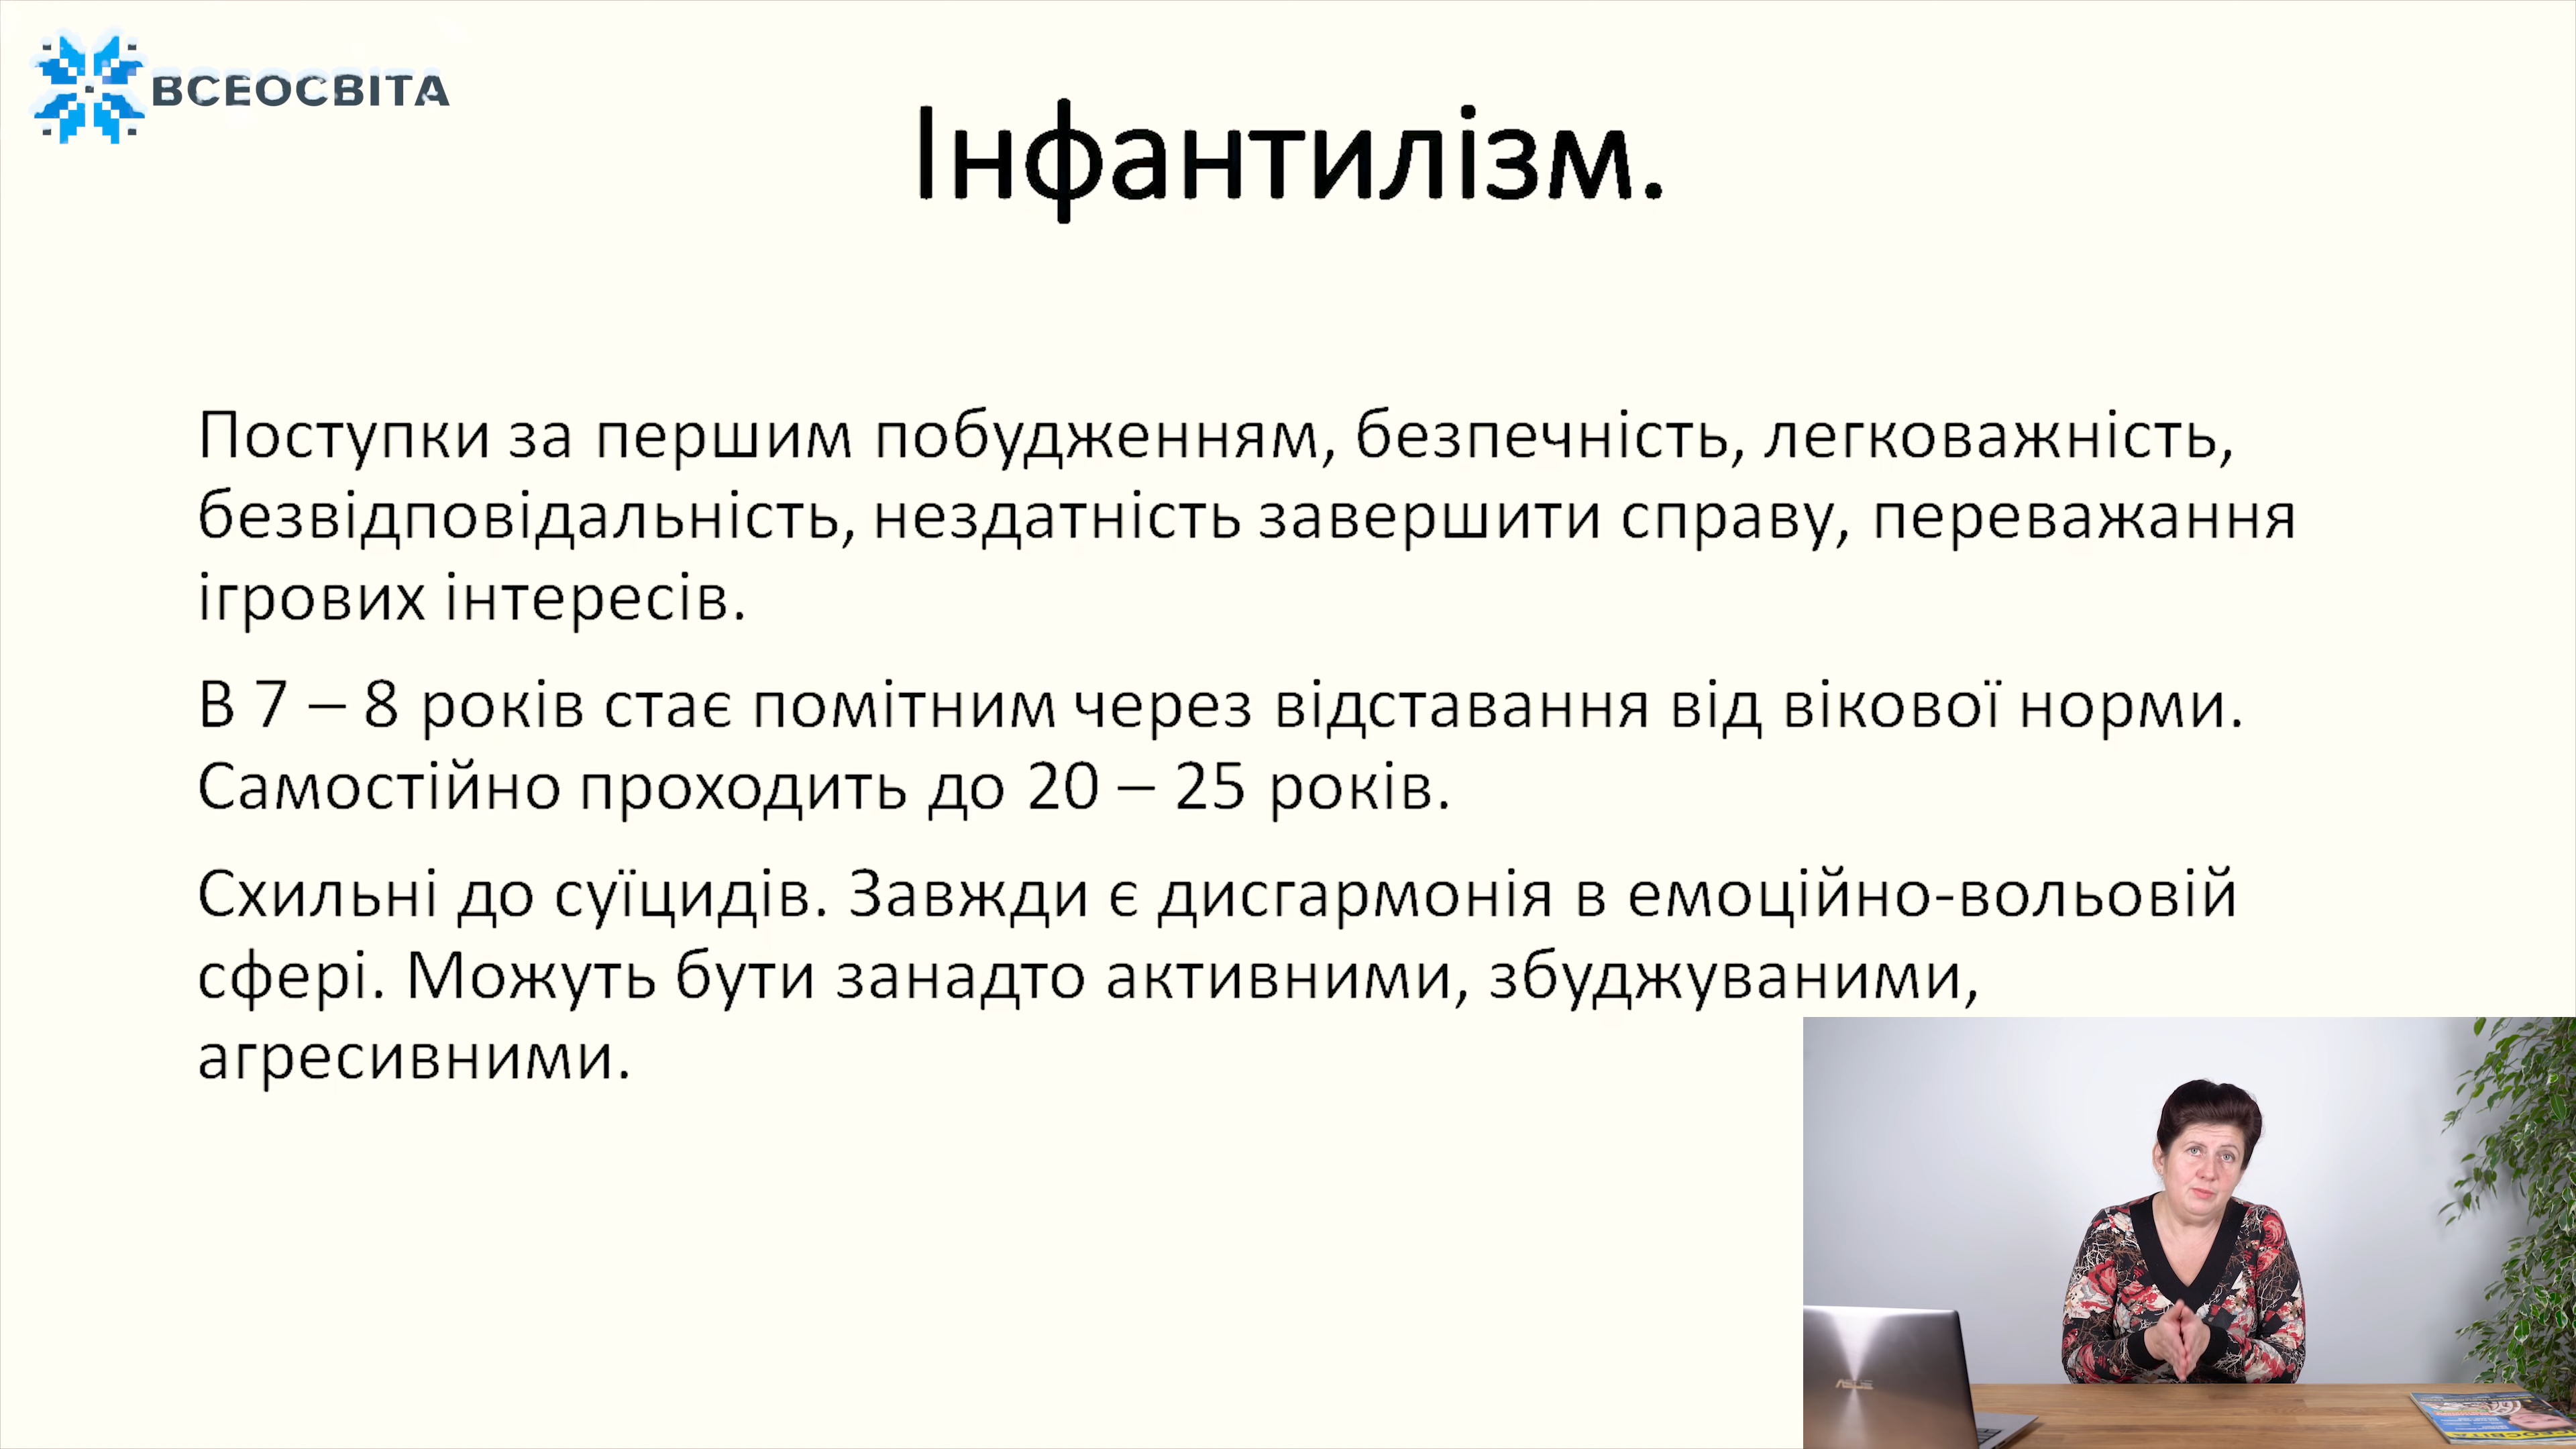 ВСЕОСВІТА
Інфантилізм.
Поступки за першим побудженням, безпечність, легковажність,
безвідповідальність, нездатність завершити справу, переважання
ігрових інтересів.
В 7 – 8 років стає помітним через відставання від вікової норми.
Самостійно проходить до 20 – 25 років.
Схильні до суїцидів. Завжди є дисгармонія в емоційно-вольовій
сфері. Можуть бути занадто активними, збуджуваними,
агресивними.
ASUS